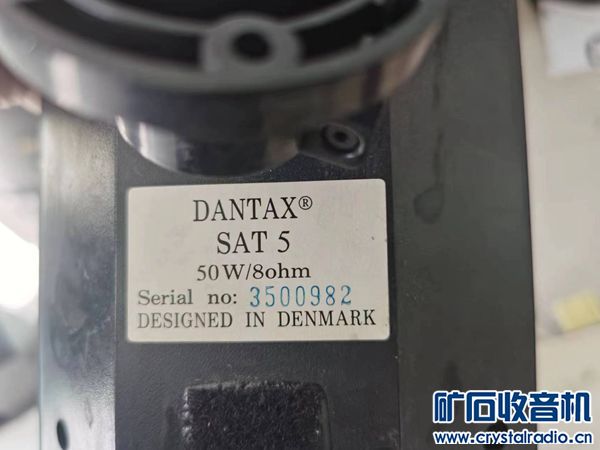 DANTAX®
SAT 5
50W/8ohm
Serial no: 3500982
DESIGNED IN DENMARK
矿石收音机
www.crystalradio.cn